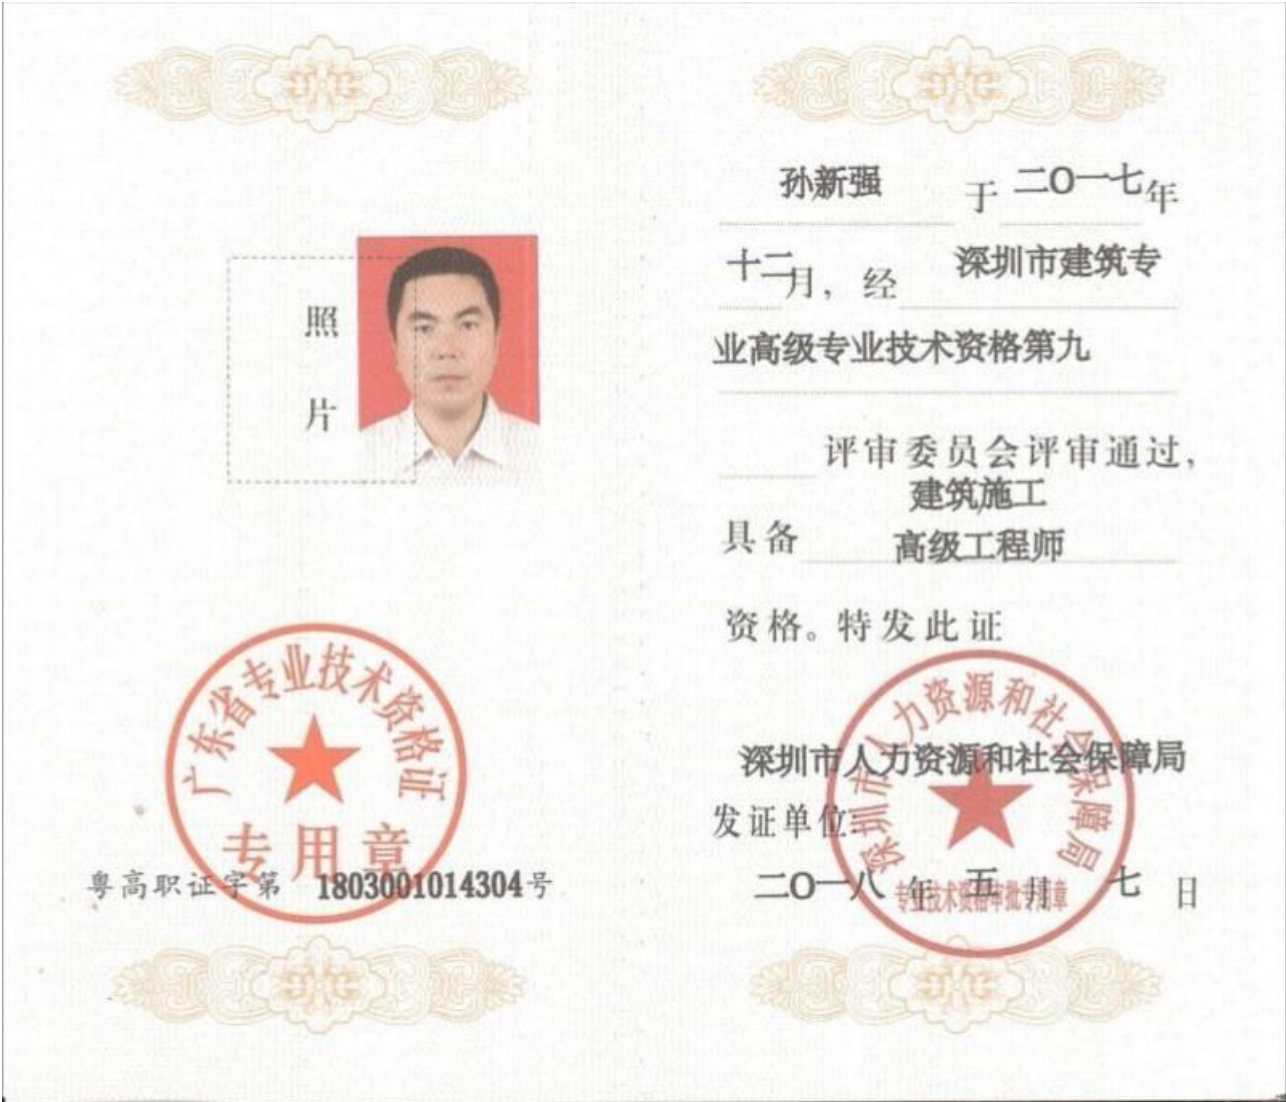 照
片
广东省专业技术资格证
专用章
粤高职证字第 1803001014304号
孙新强 于 二O一七年
十二月，经 深圳市建筑专
业高级专业技术资格第九
评审委员会评审通过，
建筑施工
具备 高级工程师
资格。特发此证
深圳市人力资源和社会保障局
深圳市人力资源和社会保障局
发证单位:
二O一八 年 五 月 七 日
专业技术资格审批专用章